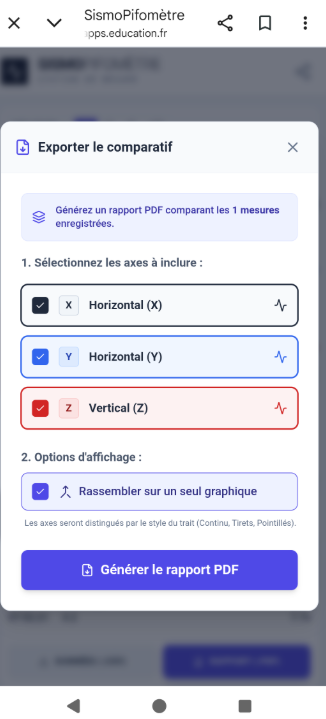 SismoPifomètre
apps.education.fr
Exporter le comparatif
Générez un rapport PDF comparant les 1 mesures
enregistrées.
1. Sélectionnez les axes à inclure :
X Horizontal (X)
Y Horizontal (Y)
Z Vertical (Z)
2. Options d'affichage :
Rassembler sur un seul graphique
Les axes seront distingués par le style du trait (Continu, Tirets, Pointillés).
Générer le rapport PDF